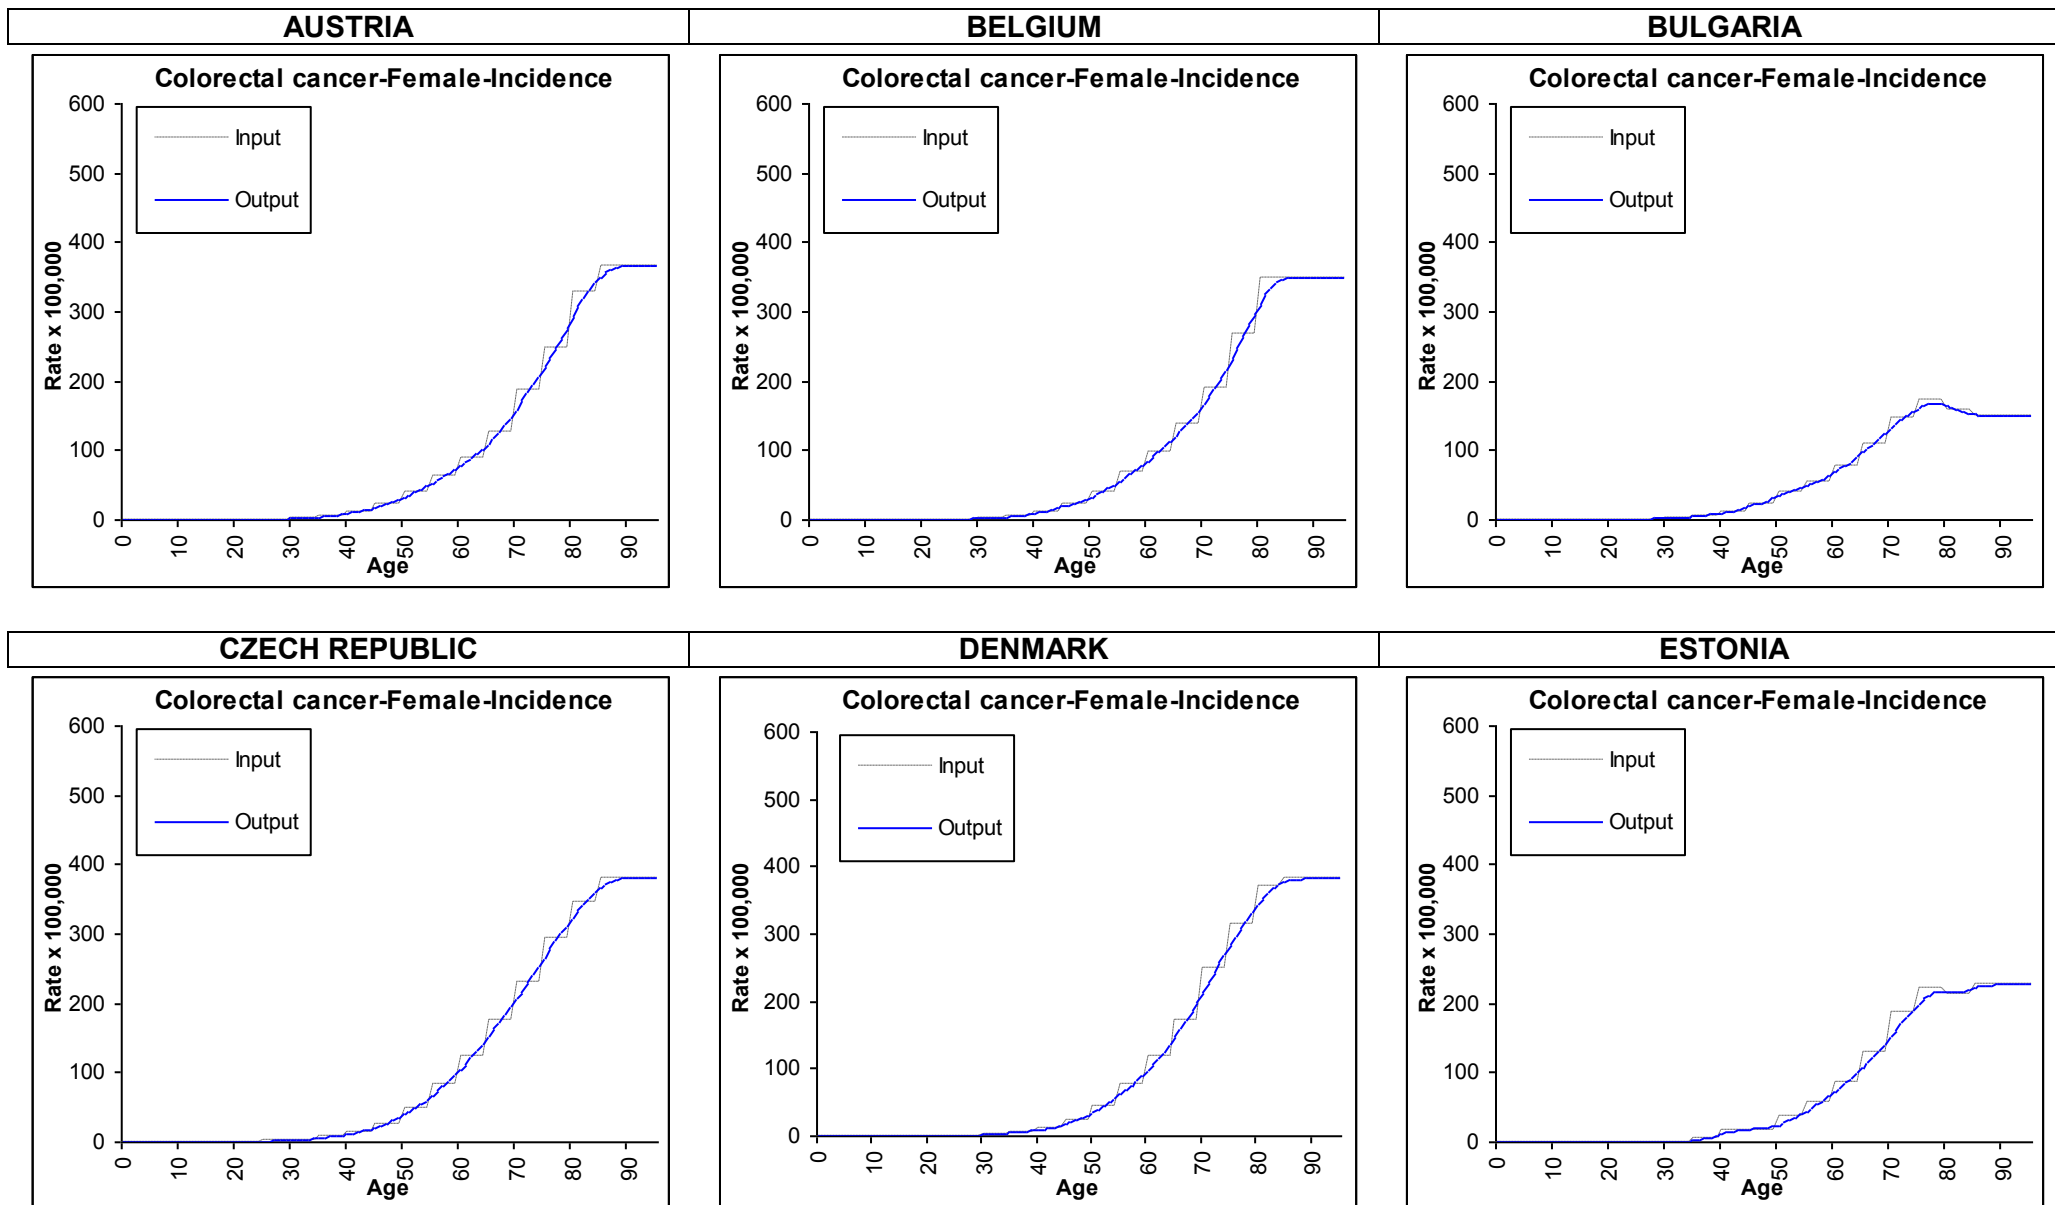 AUSTRIA BELGIUM BULGARIA
Colorectal cancer-Female-Incidence
600
500
400
300
200
100
0
Rate x 100,000
Input
Output
0 10 20 30 40 50 60 70 80 90
Age
Colorectal cancer-Female-Incidence
600
500
400
300
200
100
0
Rate x 100,000
Input
Output
0 10 20 30 40 50 60 70 80 90
Age
Colorectal cancer-Female-Incidence
600
500
400
300
200
100
0
Rate x 100,000
Input
Output
0 10 20 30 40 50 60 70 80 90
Age
CZECH REPUBLIC DENMARK ESTONIA
Colorectal cancer-Female-Incidence
600
500
400
300
200
100
0
Rate x 100,000
Input
Output
0 10 20 30 40 50 60 70 80 90
Age
Colorectal cancer-Female-Incidence
600
500
400
300
200
100
0
Rate x 100,000
Input
Output
0 10 20 30 40 50 60 70 80 90
Age
Colorectal cancer-Female-Incidence
600
500
400
300
200
100
0
Rate x 100,000
Input
Output
0 10 20 30 40 50 60 70 80 90
Age